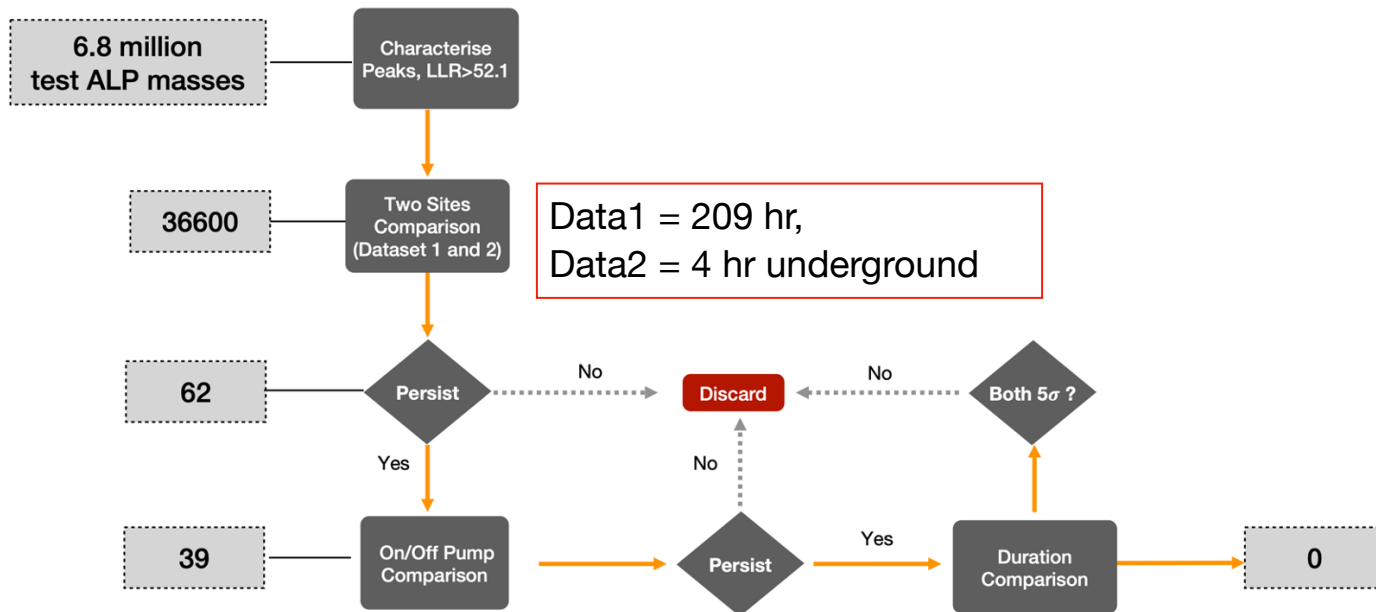 6.8 million
test ALP masses
Characterise
Peaks, LLR>52.1
36600
Two Sites
Comparison
(Dataset 1 and 2)
Data1 = 209 hr,
Data2 = 4 hr underground
62
Persist
No
Discard
No
Both 5σ ?
Yes
No
39
On/Off Pump
Comparison
Persist
Yes
Duration
Comparison
0